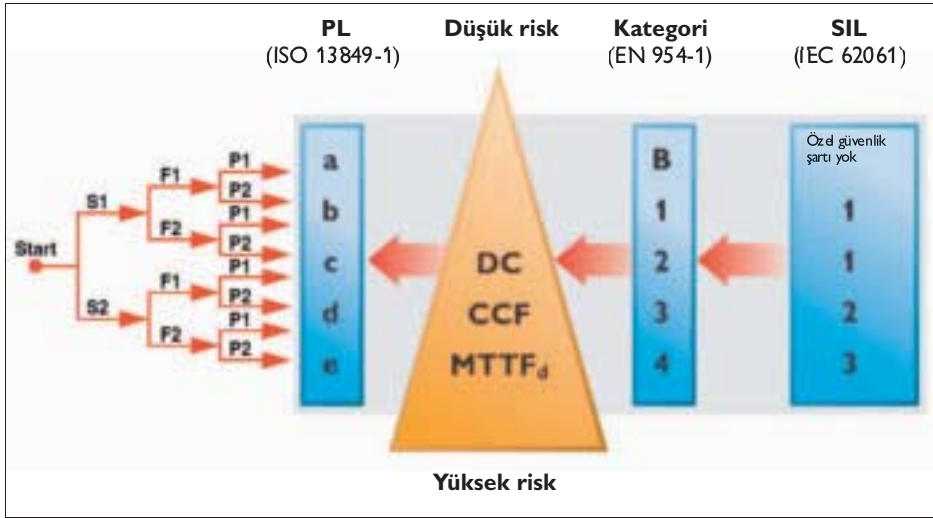 PL
(ISO 13849-1)
Düşük risk
Kategori
(EN 954-1)
SIL
(IEC 62061)
Start
S1
S2
F1
F2
F1
F2
P1
P2
P1
P2
P1
P2
P1
P2
a
b
c
d
e
DC
CCF
MTTFd
B
1
2
3
4
Özel güvenlik
şartı yok
1
1
2
3
Yüksek risk